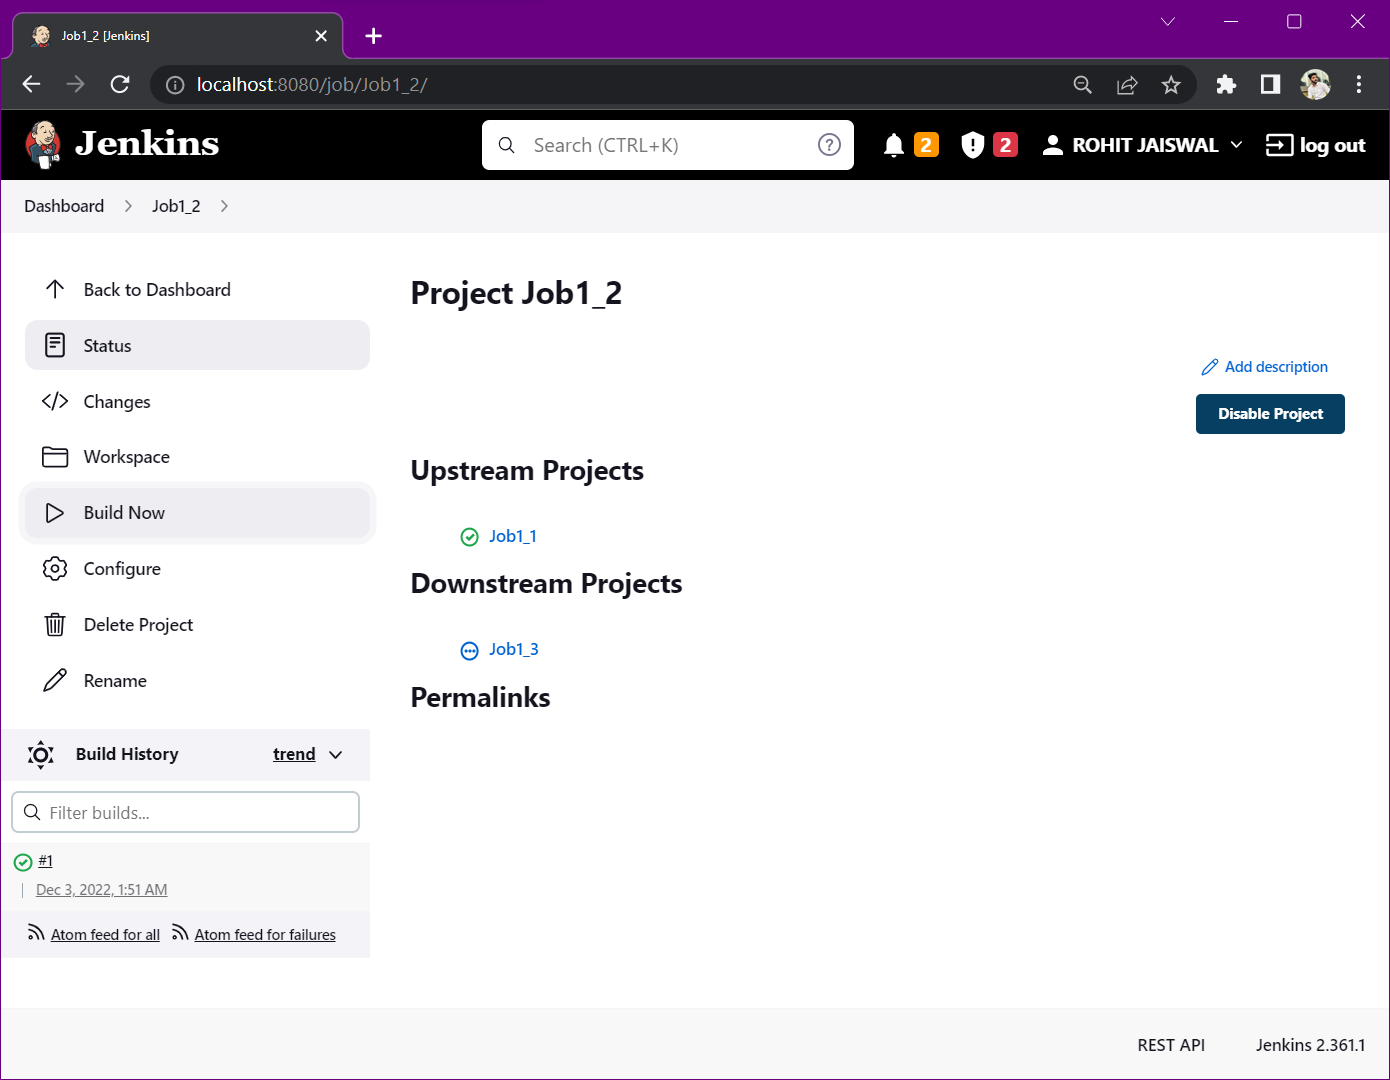 Job1_2 [Jenkins]
localhost:8080/job/Job1_2/
Jenkins
Search (CTRL+K)
2
2
ROHIT JAISWAL
log out
Dashboard
Job1_2
Back to Dashboard
Status
Changes
Workspace
Build Now
Configure
Delete Project
Rename
Build History
trend
Filter builds...
#1
Dec 3, 2022, 1:51 AM
Atom feed for all
Atom feed for failures
Project Job1_2
Add description
Disable Project
Upstream Projects
Job1_1
Downstream Projects
Job1_3
Permalinks
REST API
Jenkins 2.361.1